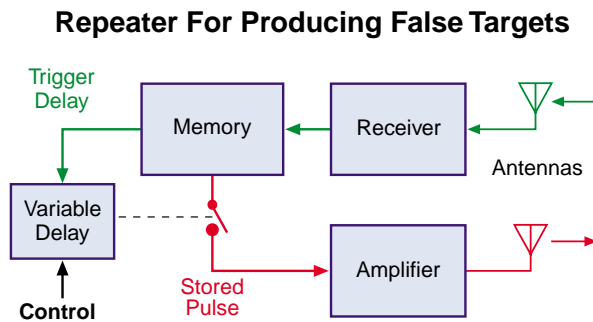 Repeater For Producing False Targets
Trigger
Delay
Memory
Receiver
Antennas
Variable
Delay
Amplifier
Stored
Pulse
Control